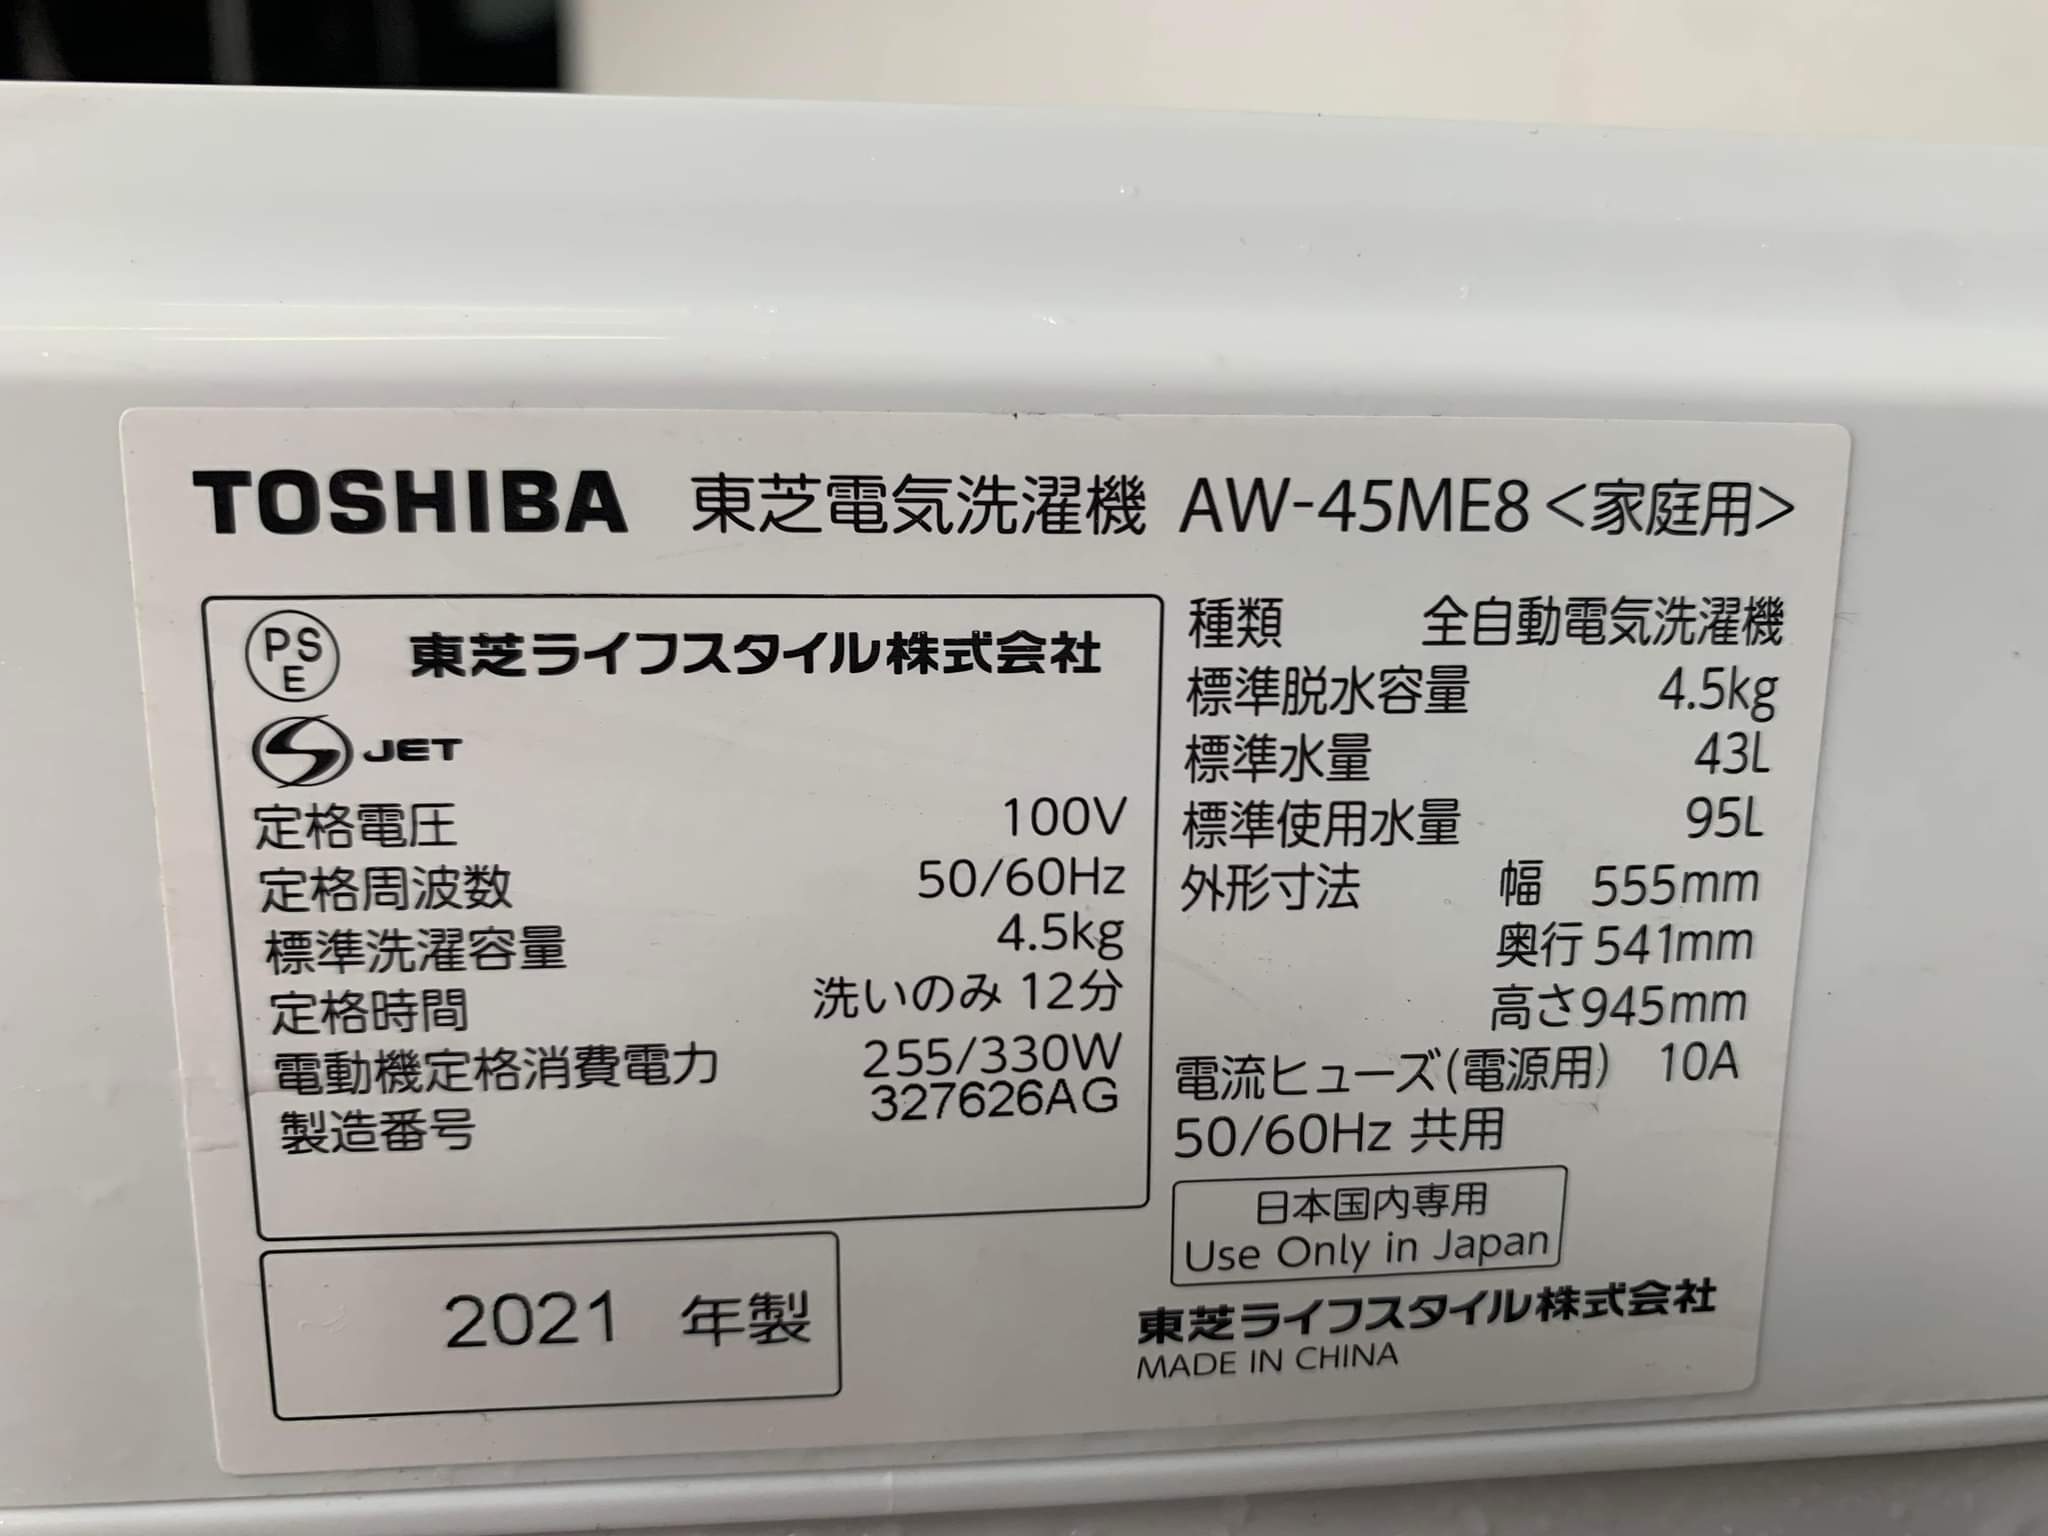 TOSHIBA 東芝電気洗濯機 AW-45ME8<家庭用>
PS
E
東芝ライフスタイル株式会社
S JET
定格電圧 100V
定格周波数 50/60Hz
標準洗濯容量 4.5kg
定格時間 洗いのみ 12分
電動機定格消費電力 255/330W
製造番号 327626AG
2021 年製
種類 全自動電気洗濯機
標準脱水容量 4.5kg
標準水量 43L
標準使用水量 95L
外形寸法 幅 555mm
奥行 541mm
高さ945mm
電流ヒューズ(電源用) 10A
50/60Hz 共用
日本国内専用
Use Only in Japan
東芝ライフスタイル株式会社
MADE IN CHINA